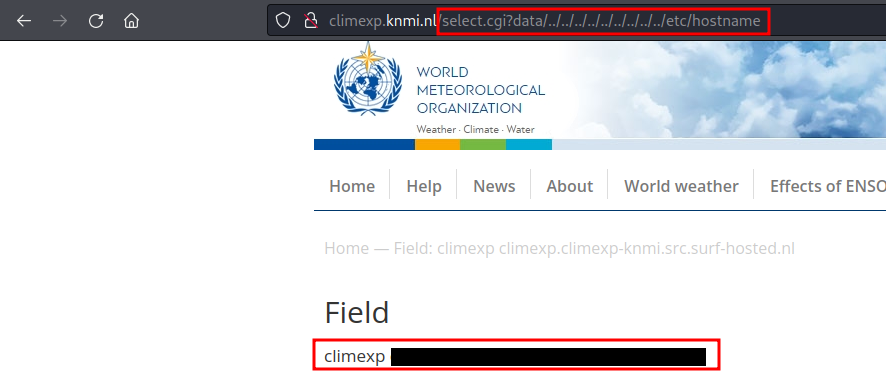 climexp.knmi.nl/select.cgi?data/../../../../../../../../../etc/hostname
WORLD
METEOROLOGICAL
ORGANIZATION
Weather · Climate · Water
Home Help News About World weather Effects of ENSO
Home — Field: climexp climexp.climexp-knmi.src.surf-hosted.nl
Field
climexp